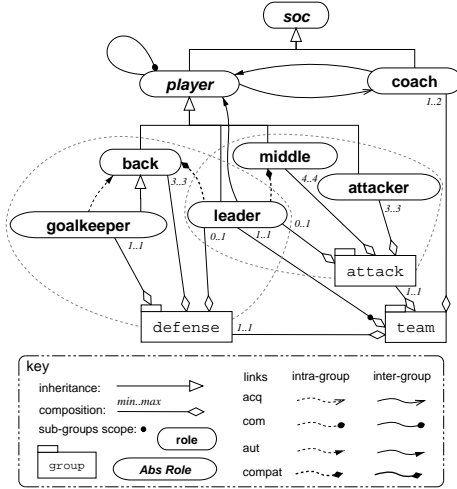 soc
player
coach
1..2
back
middle
3..3
4..4
attacker
goalkeeper
leader
3..3
1..1
0..1
1..1
0..1
attack
1..1
defense
1..1
team
key
inheritance:
composition:
min..max
sub-groups scope:
role
group
Abs Role
links intra-group inter-group
acq
com
aut
compat